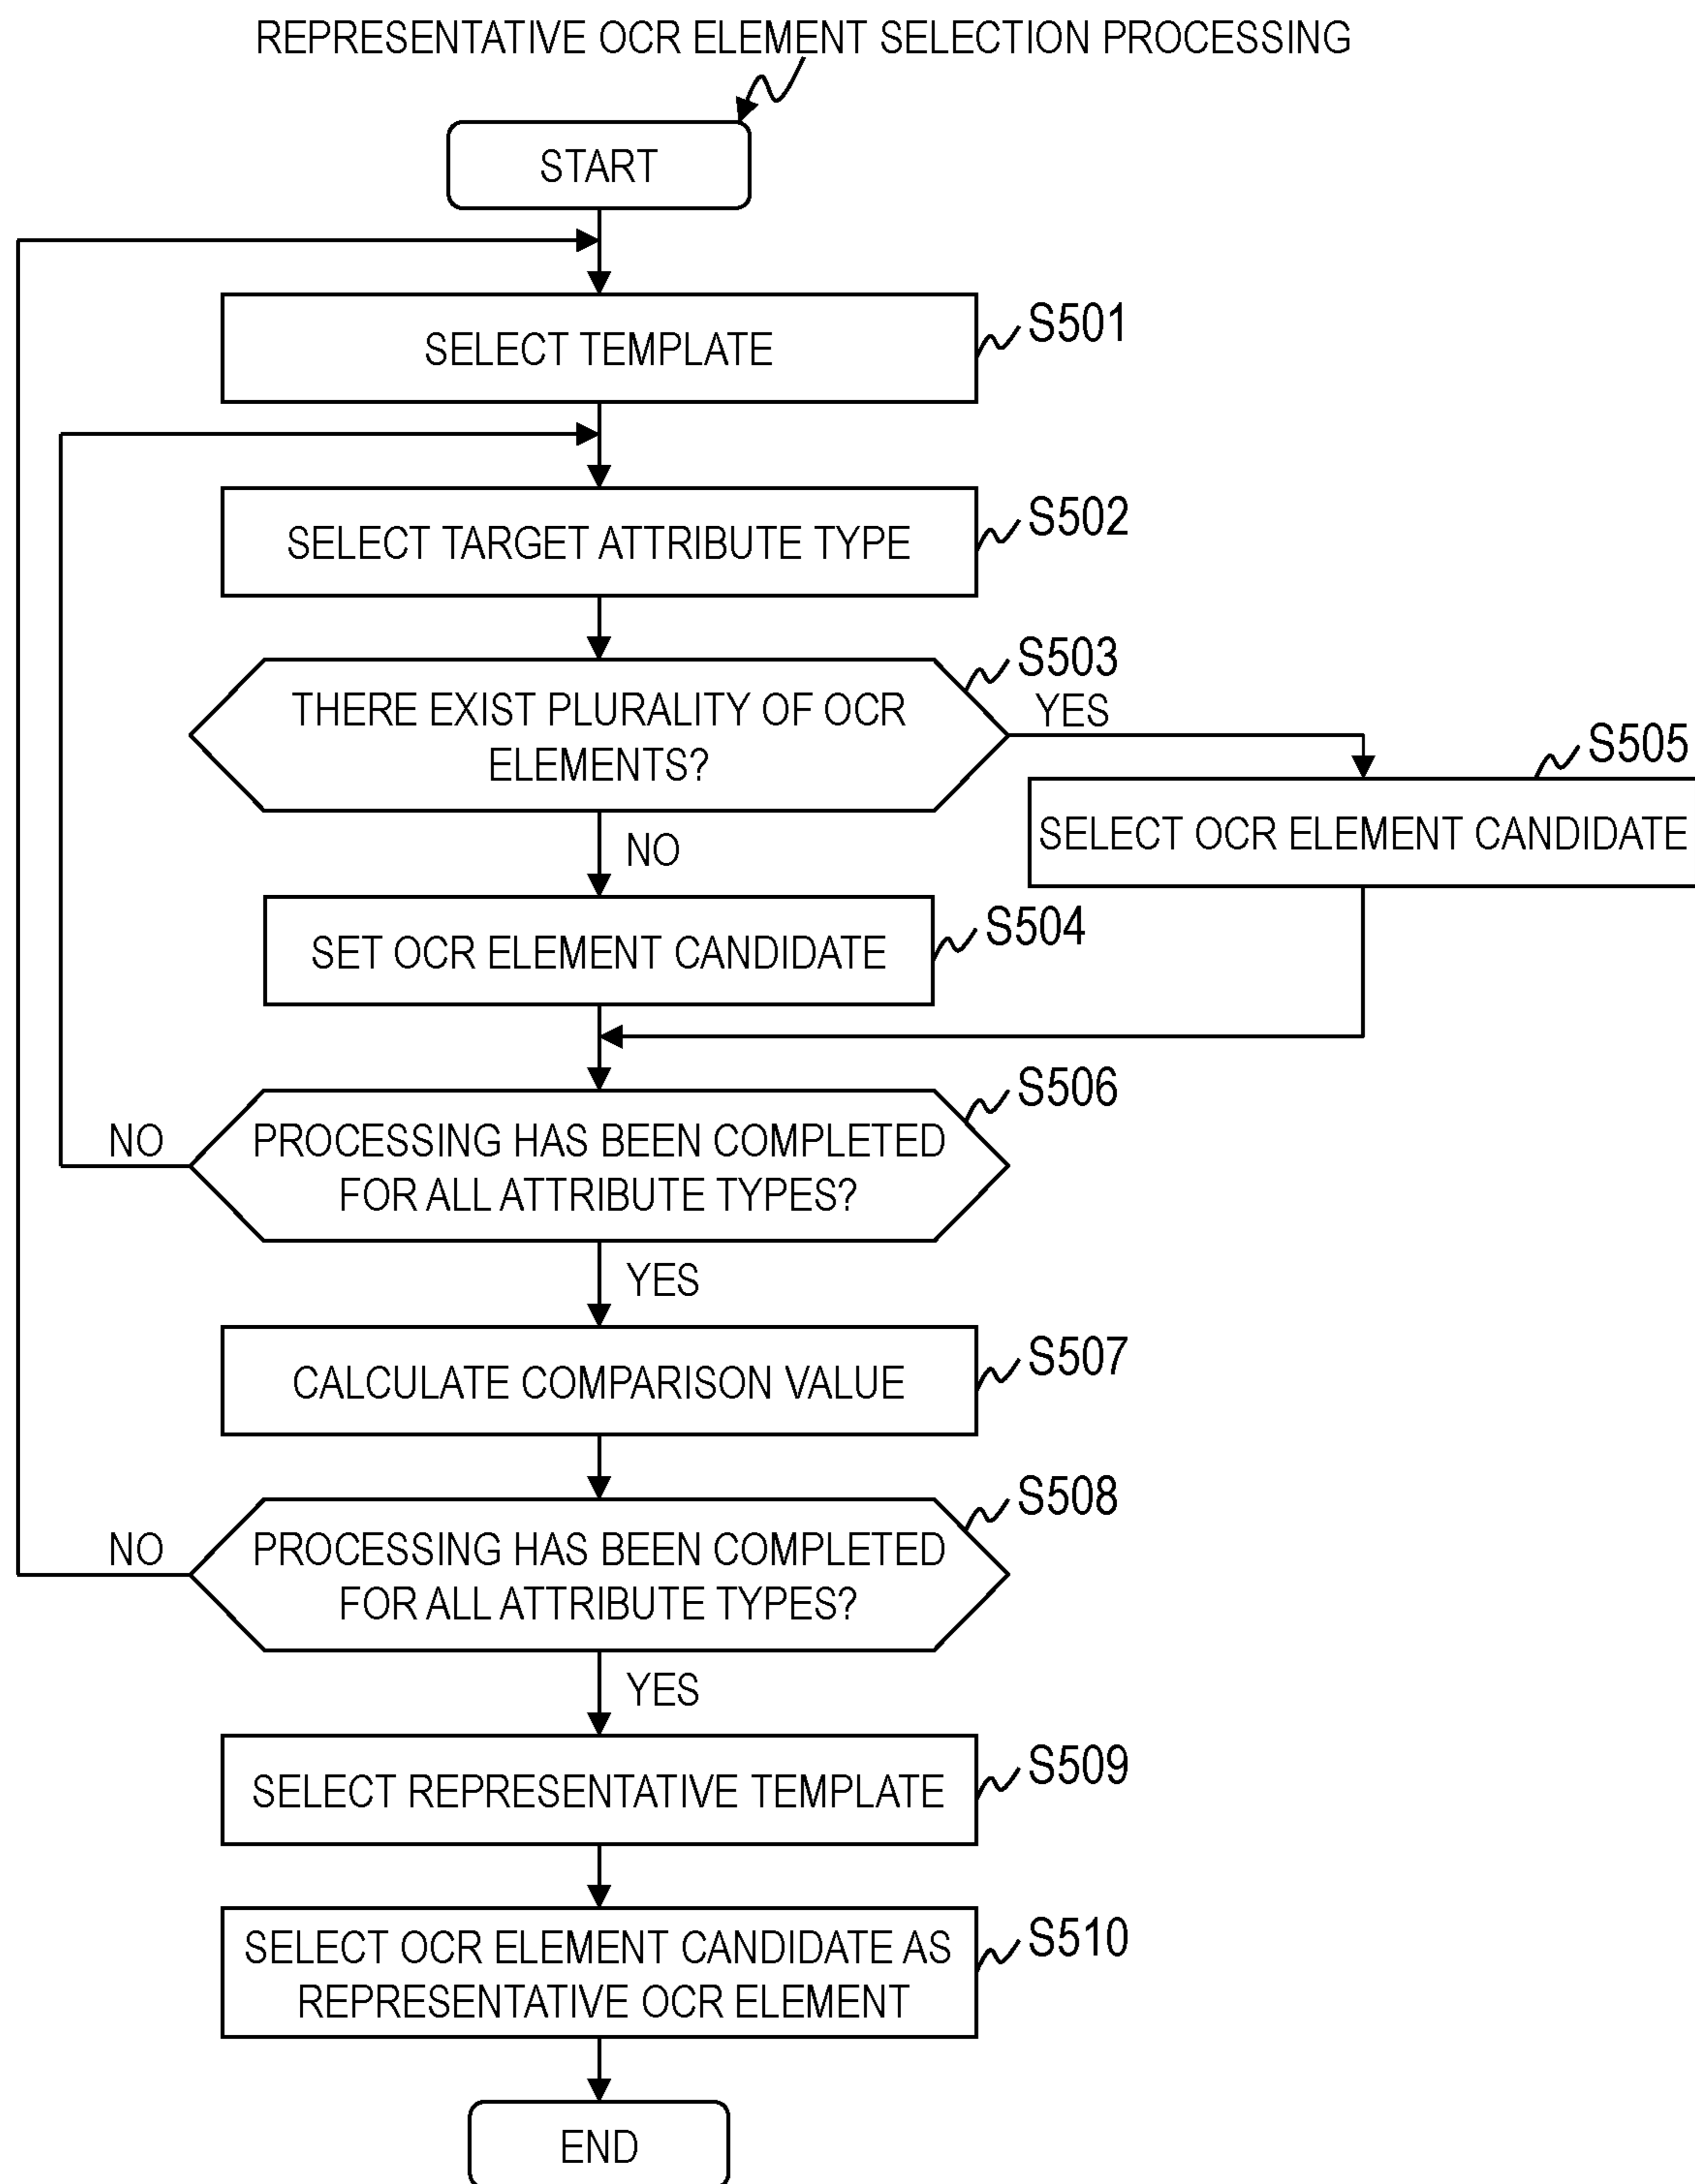 REPRESENTATIVE OCR ELEMENT SELECTION PROCESSING
START
SELECT TEMPLATE
S501
SELECT TARGET ATTRIBUTE TYPE
S502
THERE EXIST PLURALITY OF OCR
ELEMENTS?
S503
YES
NO
S505
SELECT OCR ELEMENT CANDIDATE
SET OCR ELEMENT CANDIDATE
S504
PROCESSING HAS BEEN COMPLETED
FOR ALL ATTRIBUTE TYPES?
S506
NO
YES
CALCULATE COMPARISON VALUE
S507
PROCESSING HAS BEEN COMPLETED
FOR ALL ATTRIBUTE TYPES?
S508
NO
YES
SELECT REPRESENTATIVE TEMPLATE
S509
SELECT OCR ELEMENT CANDIDATE AS
REPRESENTATIVE OCR ELEMENT
S510
END